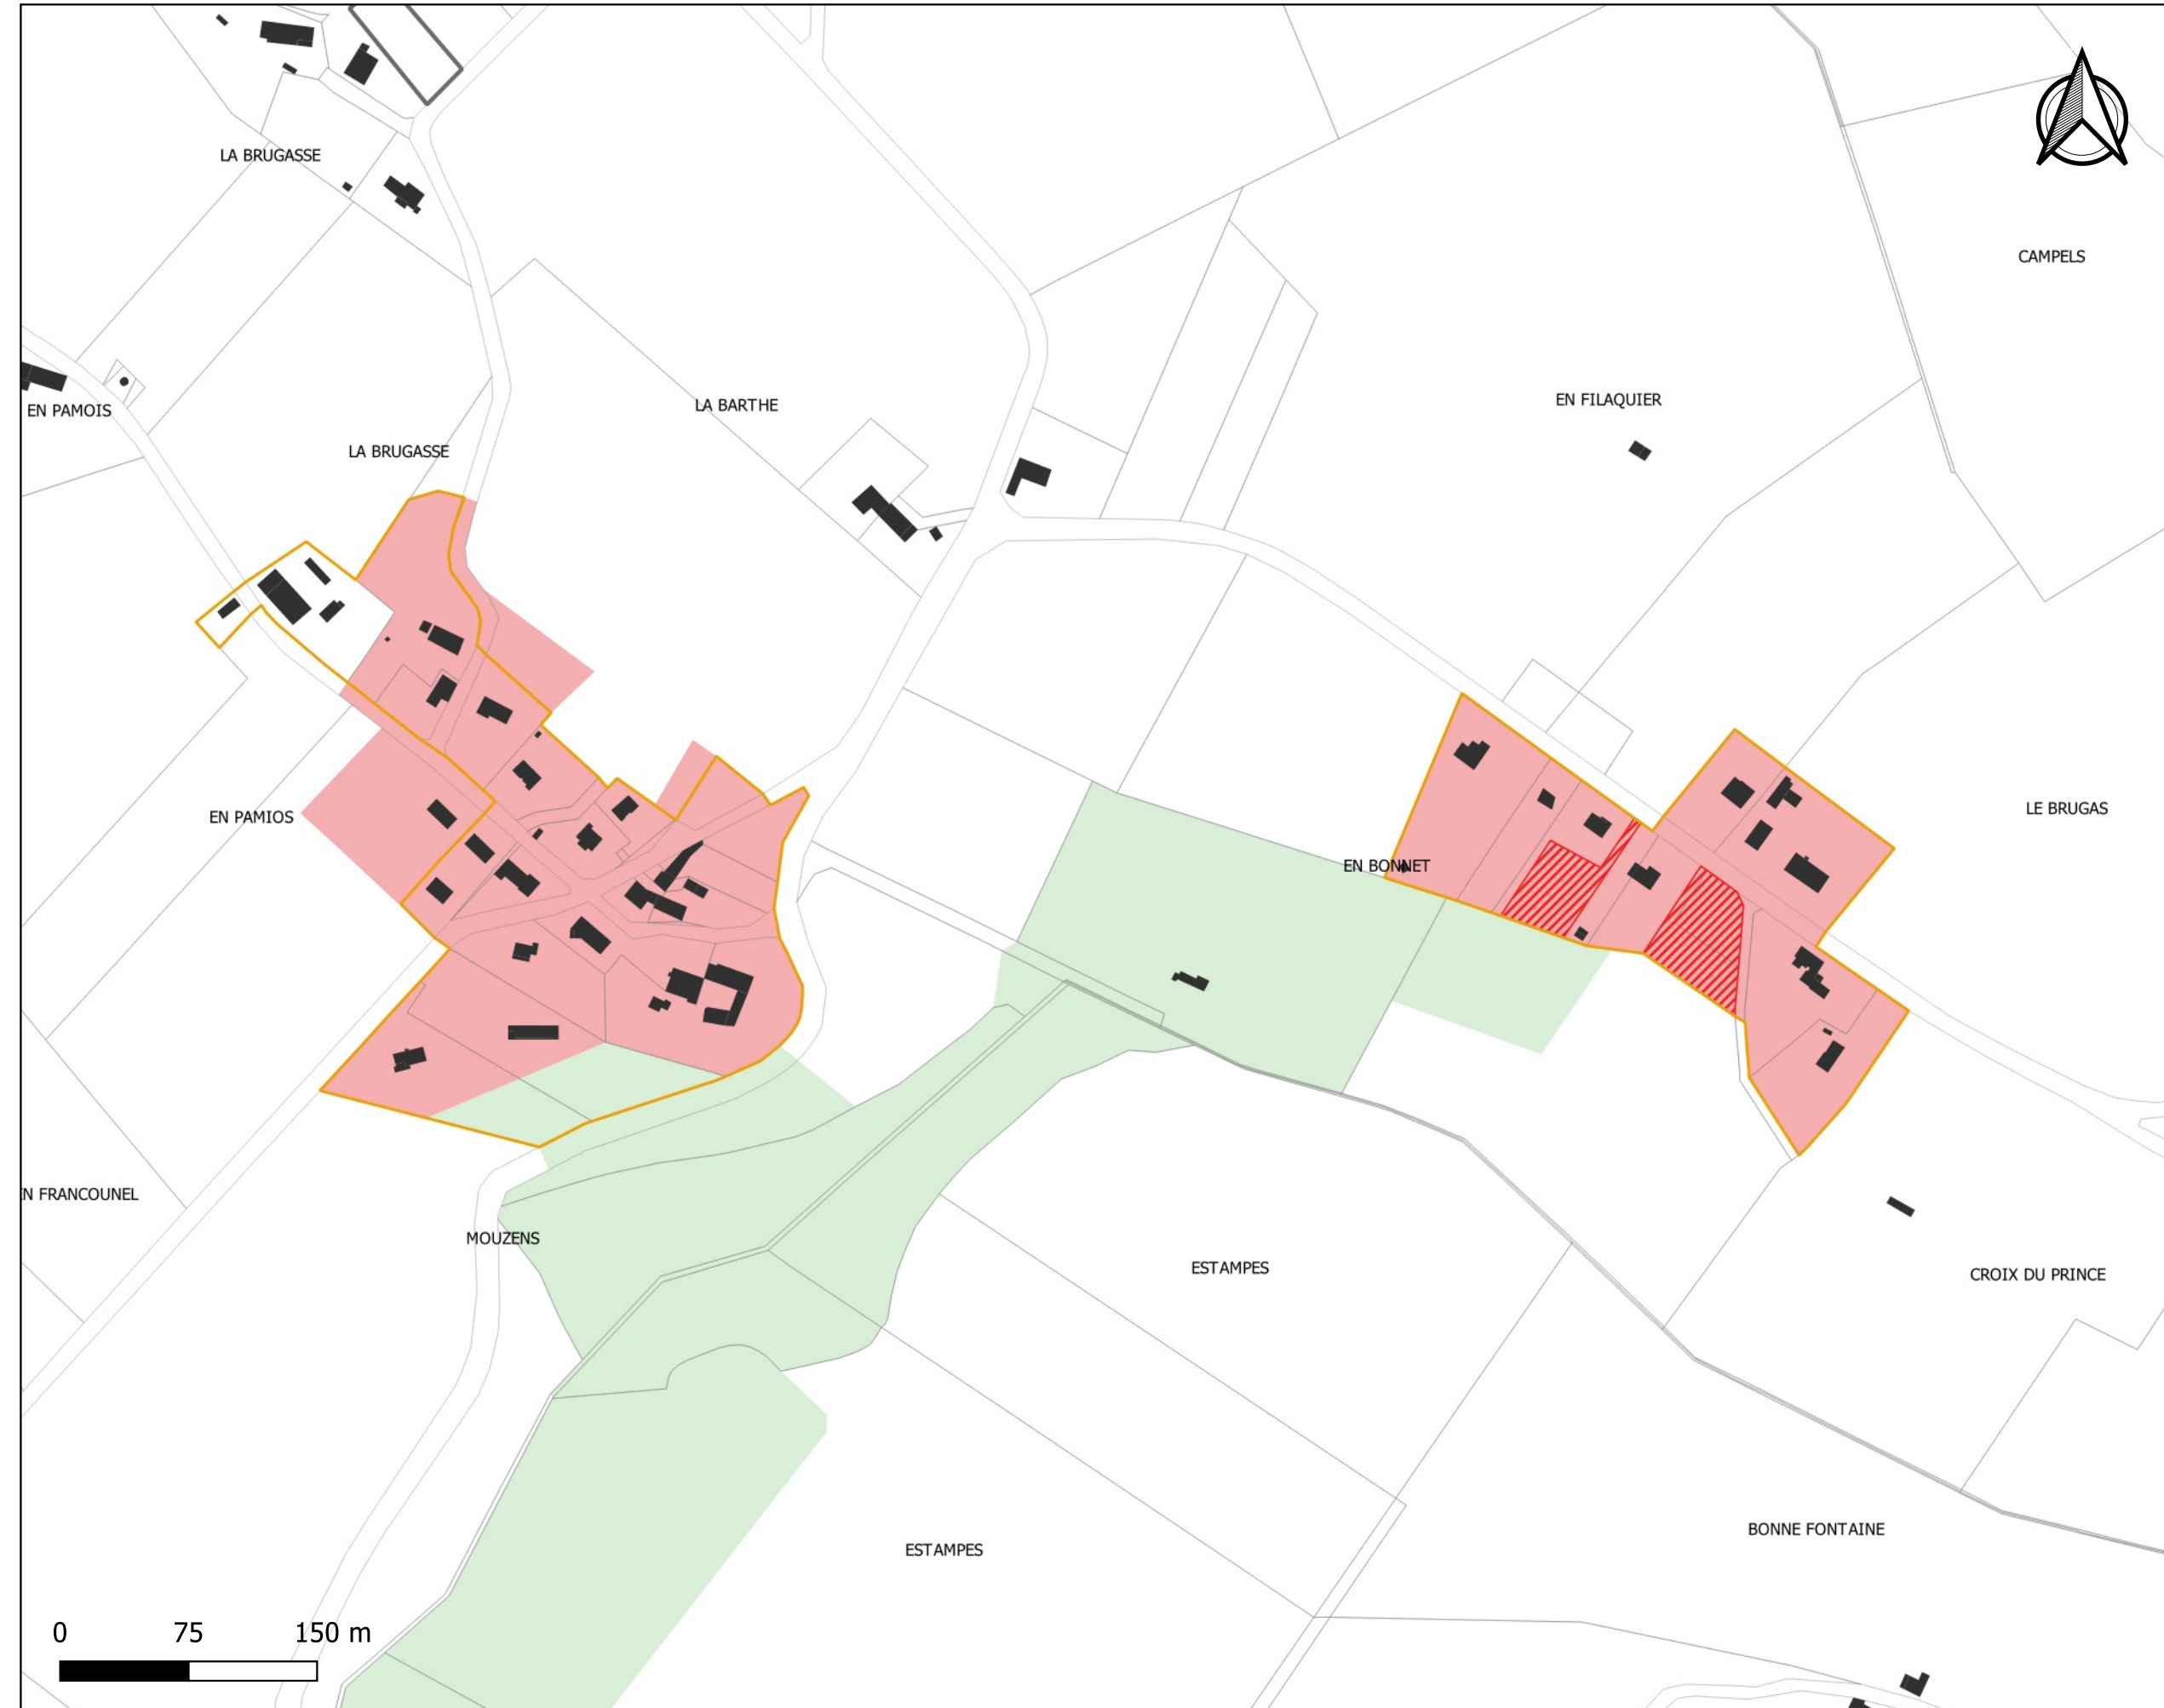 LA BRUGASSE
CAMPELS
EN FILAQUIER
LA BARTHE
EN PAMOIS
LA BRUGASSE
LE BRUGAS
EN PAMIOS
EN BONNET
N FRANCOUNEL
MOUZENS
ESTAMPES
CROIX DU PRINCE
BONNE FONTAINE
ESTAMPES
0 75 150 m